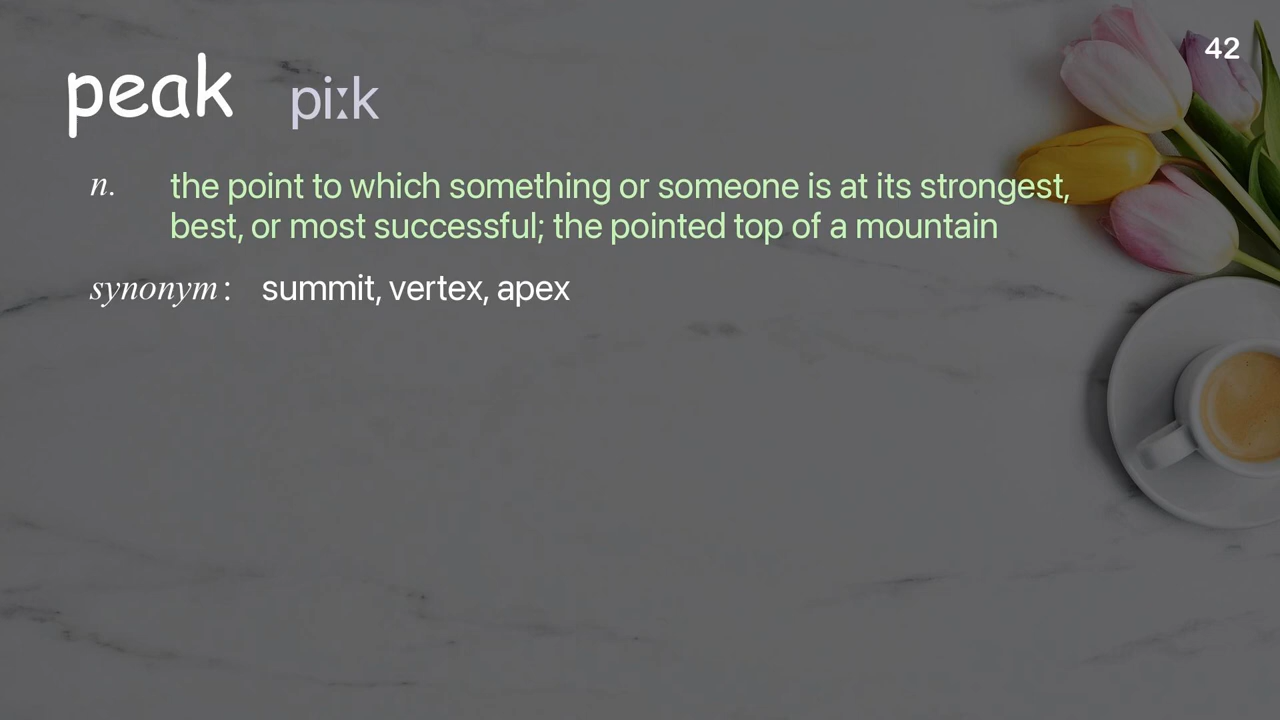 42
peak piːk
n. the point to which something or someone is at its strongest,
best, or most successful; the pointed top of a mountain
synonym: summit, vertex, apex